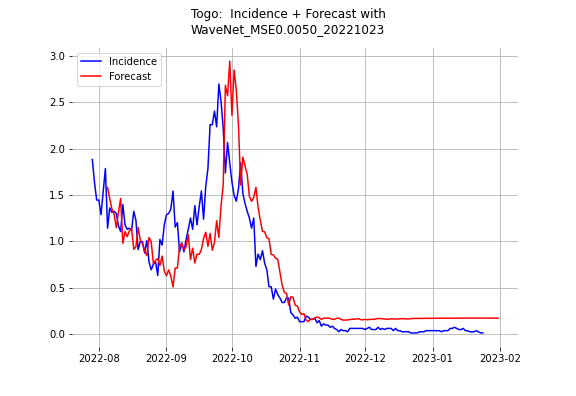 Togo:  Incidence + Forecast with
WaveNet_MSE0.0050_20221023
Incidence
Forecast
3.0
2.5
2.0
1.5
1.0
0.5
0.0
2022-08 2022-09 2022-10 2022-11 2022-12 2023-01 2023-02